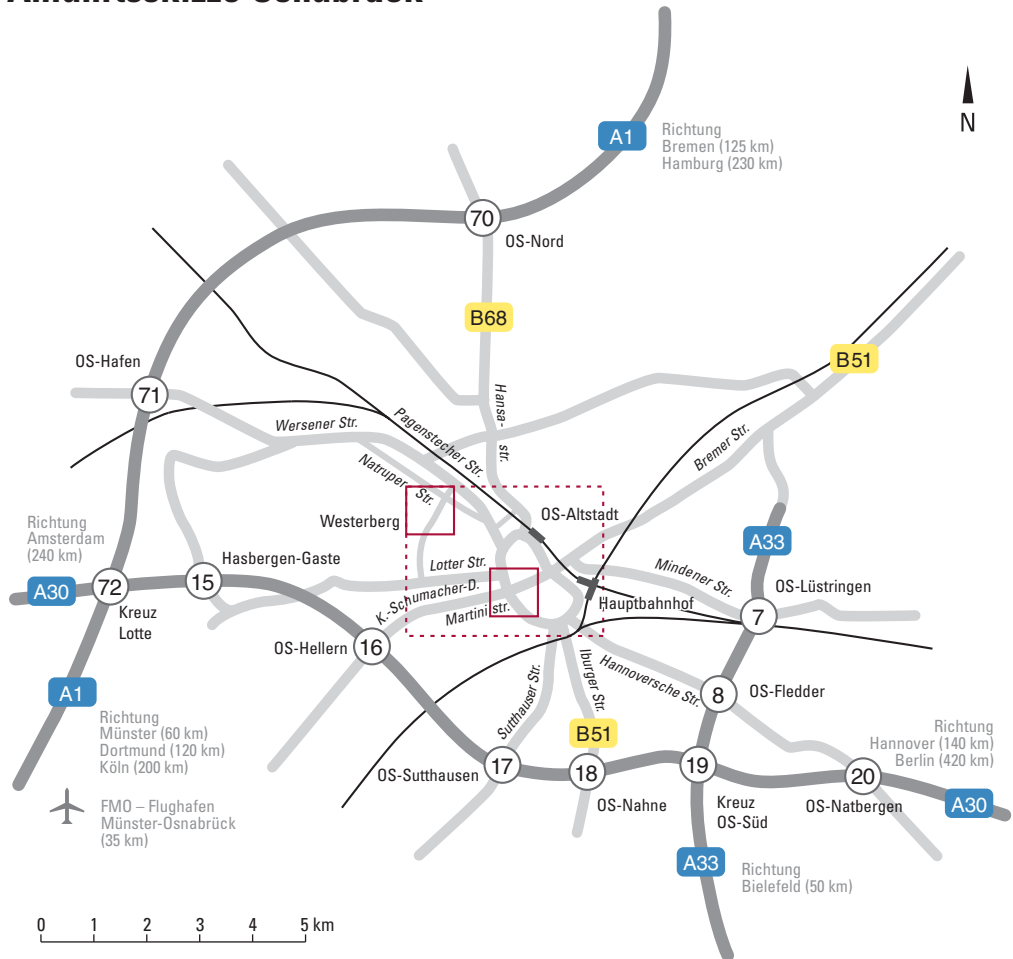 Anfahrtsskizze Osnabrück
A1
Richtung
Bremen (125 km)
Hamburg (230 km)
N
70
OS-Nord
B68
OS-Hafen
71
B51
Hansa- str.
Wersener Str.
Pagenstecher Str.
Bremer Str.
Natruper Str.
Richtung
Amsterdam
(240 km)
Westerberg
OS-Altstadt
A33
A30
72
15
Hasbergen-Gaste
Lotter Str.
Mindener Str.
OS-Lüstringen
Kreuz
Lotte
K.-Schumacher-D.
Martinistr.
Hauptbahnhof
7
OS-Hellern
16
Sutthauser Str.
Iburger Str.
Hannoversche Str.
8
OS-Fledder
A1
Richtung
Münster (60 km)
Dortmund (120 km)
Köln (200 km)
B51
Richtung
Hannover (140 km)
Berlin (420 km)
OS-Sutthausen
17
18
19
20
OS-Nahne
Kreuz
OS-Süd
OS-Natbergen
A30
FMO – Flughafen
Münster-Osnabrück
(35 km)
A33
Richtung
Bielefeld (50 km)
0 1 2 3 4 5 km